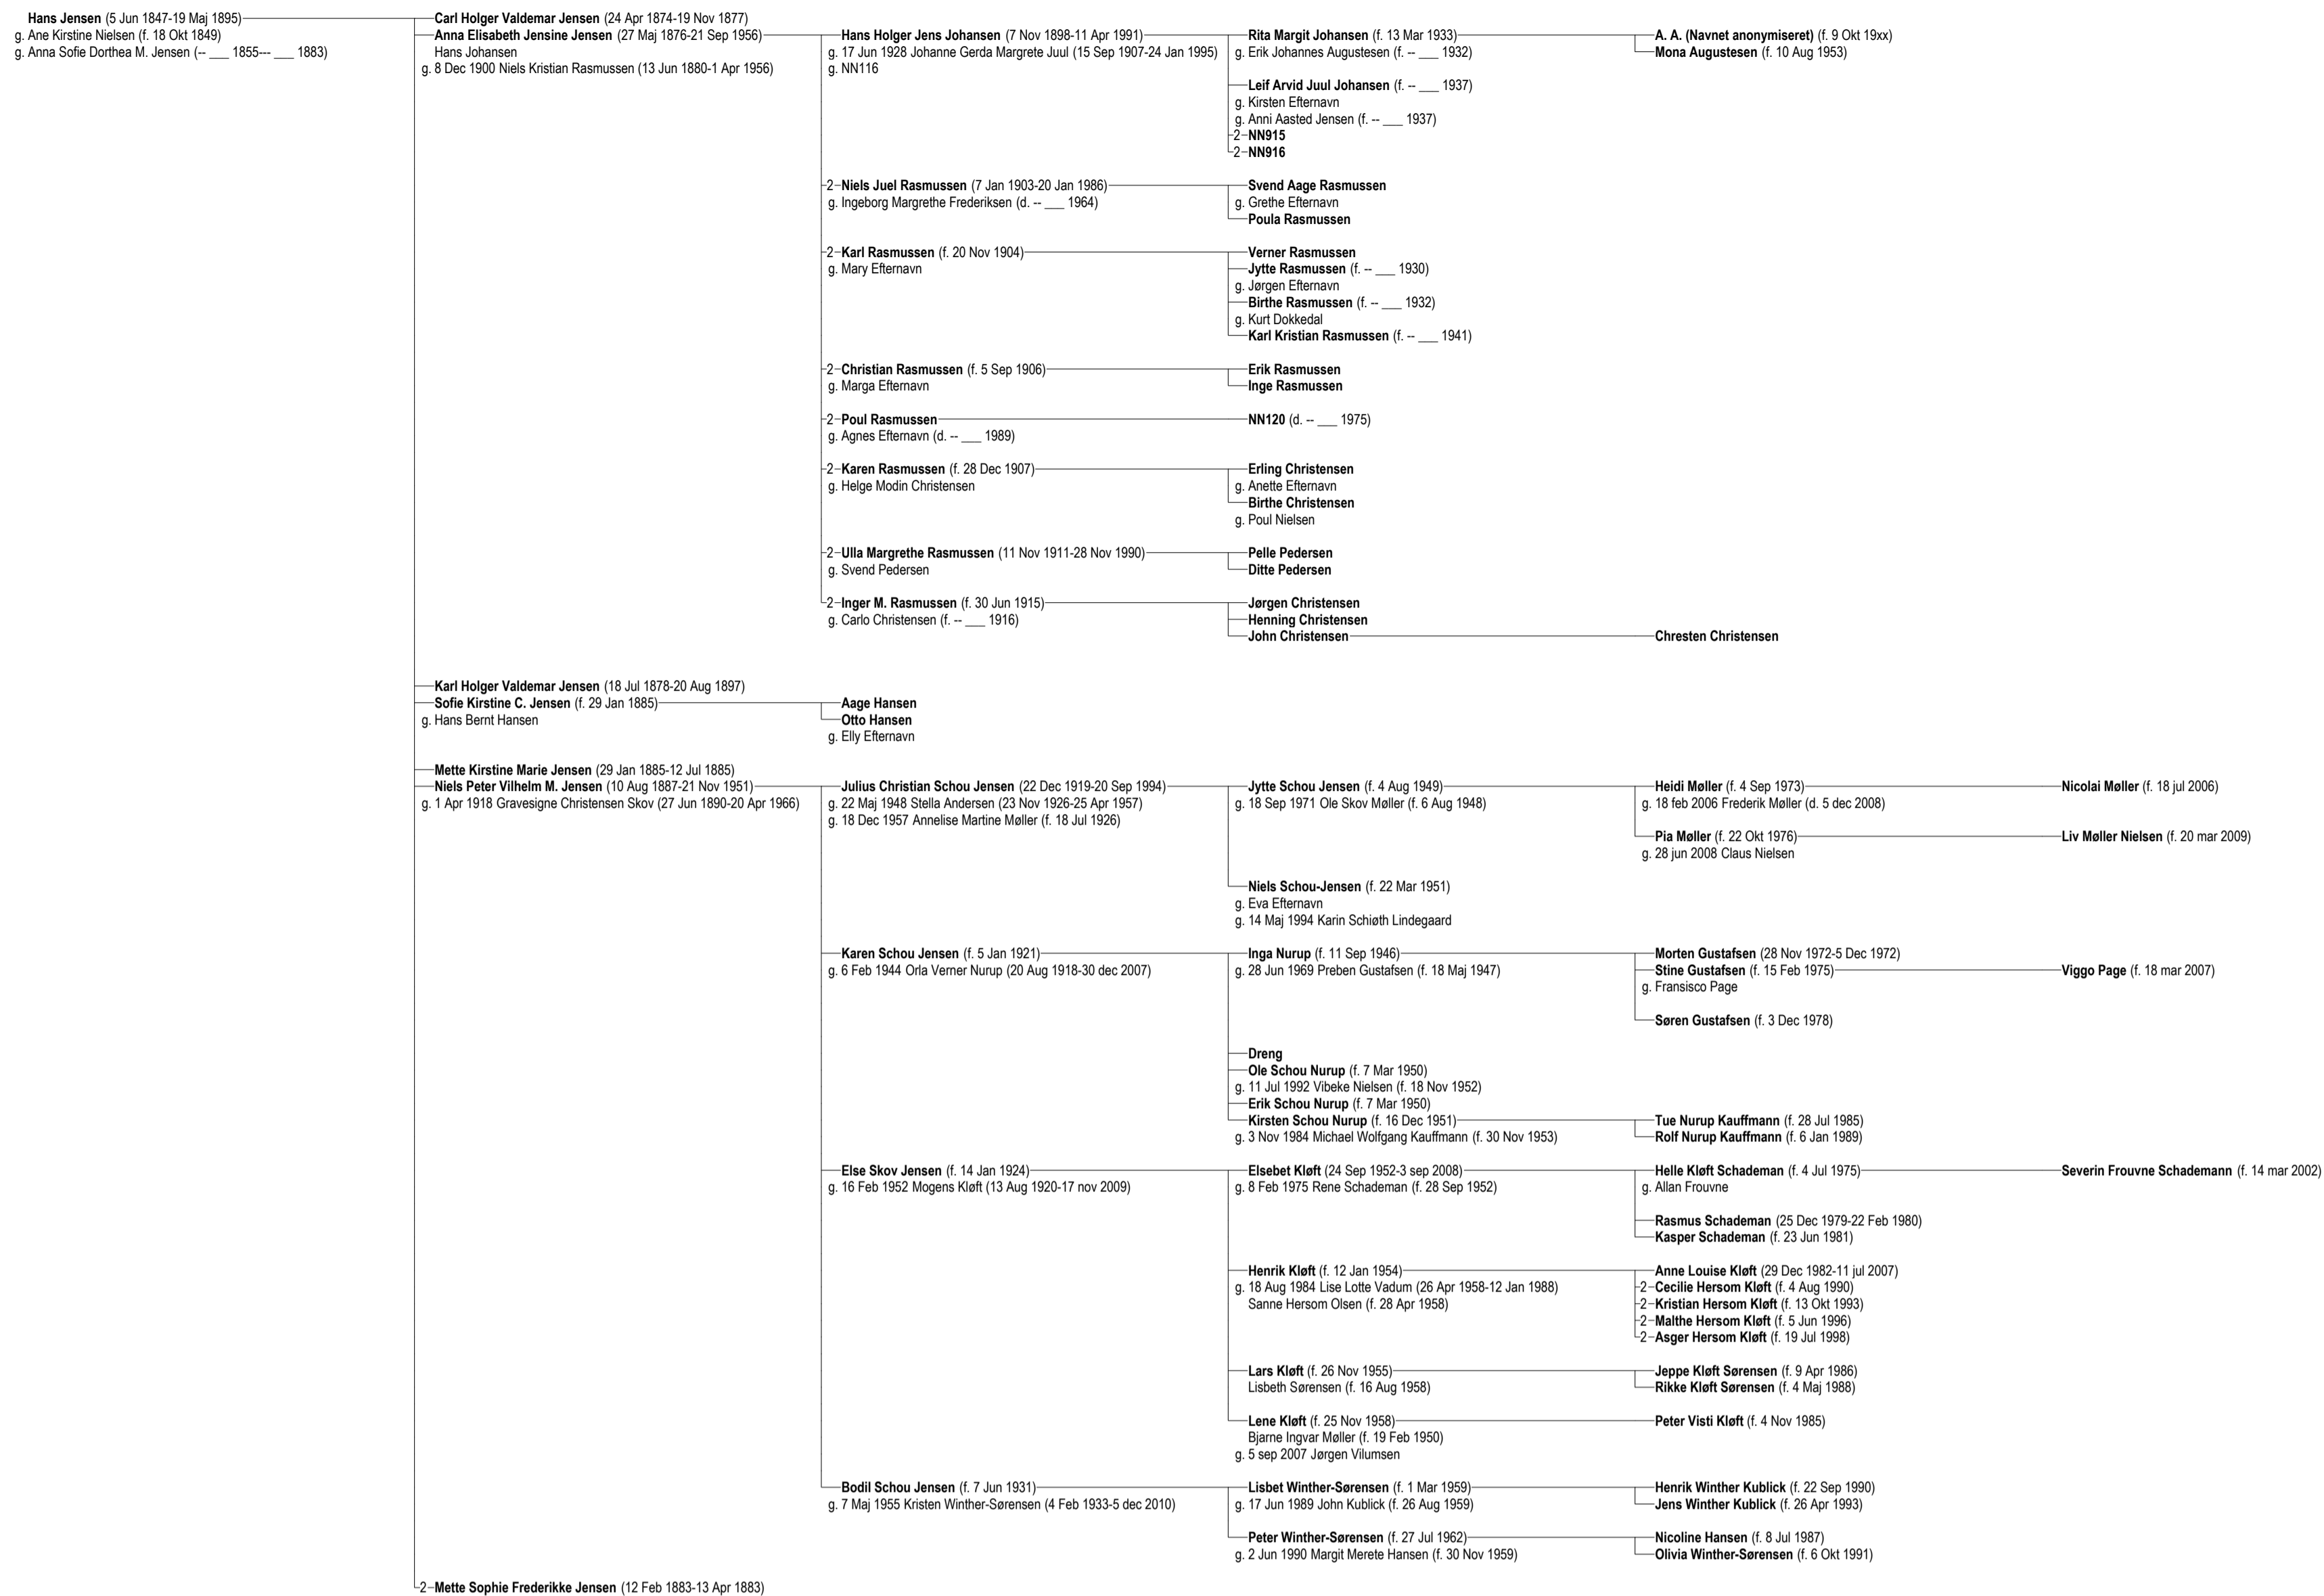 Hans Jensen (5 Jun 1847-19 Maj 1895)
g. Ane Kirstine Nielsen (f. 18 Okt 1849)
g. Anna Sofie Dorthea M. Jensen (-- ___ 1855--- ___ 1883)
Carl Holger Valdemar Jensen (24 Apr 1874-19 Nov 1877)
Anna Elisabeth Jensine Jensen (27 Maj 1876-21 Sep 1956)
Hans Johansen
g. 8 Dec 1900 Niels Kristian Rasmussen (13 Jun 1880-1 Apr 1956)
Hans Holger Jens Johansen (7 Nov 1898-11 Apr 1991)
g. 17 Jun 1928 Johanne Gerda Margrete Juul (15 Sep 1907-24 Jan 1995)
g. NN116
Rita Margit Johansen (f. 13 Mar 1933)
g. Erik Johannes Augustesen (f. -- ___ 1932)
A. A. (Navnet anonymiseret) (f. 9 Okt 19xx)
Mona Augustesen (f. 10 Aug 1953)
Leif Arvid Juul Johansen (f. -- ___ 1937)
g. Kirsten Efternavn
g. Anni Aasted Jensen (f. -- ___ 1937)
2 NN915
2 NN916
2 Niels Juel Rasmussen (7 Jan 1903-20 Jan 1986)
g. Ingeborg Margrethe Frederiksen (d. -- ___ 1964)
Svend Aage Rasmussen
g. Grethe Efternavn
Poula Rasmussen
2 Karl Rasmussen (f. 20 Nov 1904)
g. Mary Efternavn
Verner Rasmussen
Jytte Rasmussen (f. -- ___ 1930)
g. Jørgen Efternavn
Birthe Rasmussen (f. -- ___ 1932)
g. Kurt Dokkedal
Karl Kristian Rasmussen (f. -- ___ 1941)
2 Christian Rasmussen (f. 5 Sep 1906)
g. Marga Efternavn
Erik Rasmussen
Inge Rasmussen
2 Poul Rasmussen
g. Agnes Efternavn (d. -- ___ 1989)
NN120 (d. -- ___ 1975)
2 Karen Rasmussen (f. 28 Dec 1907)
g. Helge Modin Christensen
Erling Christensen
g. Anette Efternavn
Birthe Christensen
g. Poul Nielsen
2 Ulla Margrethe Rasmussen (11 Nov 1911-28 Nov 1990)
g. Svend Pedersen
Pelle Pedersen
Ditte Pedersen
2 Inger M. Rasmussen (f. 30 Jun 1915)
g. Carlo Christensen (f. -- ___ 1916)
Jørgen Christensen
Henning Christensen
John Christensen
Chresten Christensen
Karl Holger Valdemar Jensen (18 Jul 1878-20 Aug 1897)
Sofie Kirstine C. Jensen (f. 29 Jan 1885)
g. Hans Bernt Hansen
Aage Hansen
Otto Hansen
g. Elly Efternavn
Mette Kirstine Marie Jensen (29 Jan 1885-12 Jul 1885)
Niels Peter Vilhelm M. Jensen (10 Aug 1887-21 Nov 1951)
g. 1 Apr 1918 Gravesigne Christensen Skov (27 Jun 1890-20 Apr 1966)
Julius Christian Schou Jensen (22 Dec 1919-20 Sep 1994)
g. 22 Maj 1948 Stella Andersen (23 Nov 1926-25 Apr 1957)
g. 18 Dec 1957 Annelise Martine Møller (f. 18 Jul 1926)
Jytte Schou Jensen (f. 4 Aug 1949)
g. 18 Sep 1971 Ole Skov Møller (f. 6 Aug 1948)
Heidi Møller (f. 4 Sep 1973)
g. 18 feb 2006 Frederik Møller (d. 5 dec 2008)
Nicolai Møller (f. 18 jul 2006)
Pia Møller (f. 22 Okt 1976)
g. 28 jun 2008 Claus Nielsen
Liv Møller Nielsen (f. 20 mar 2009)
Niels Schou-Jensen (f. 22 Mar 1951)
g. Eva Efternavn
g. 14 Maj 1994 Karin Schiøth Lindegaard
Karen Schou Jensen (f. 5 Jan 1921)
g. 6 Feb 1944 Orla Verner Nurup (20 Aug 1918-30 dec 2007)
Inga Nurup (f. 11 Sep 1946)
g. 28 Jun 1969 Preben Gustafsen (f. 18 Maj 1947)
Morten Gustafsen (28 Nov 1972-5 Dec 1972)
Stine Gustafsen (f. 15 Feb 1975)
g. Fransisco Page
Viggo Page (f. 18 mar 2007)
Søren Gustafsen (f. 3 Dec 1978)
Dreng
Ole Schou Nurup (f. 7 Mar 1950)
g. 11 Jul 1992 Vibeke Nielsen (f. 18 Nov 1952)
Erik Schou Nurup (f. 7 Mar 1950)
Kirsten Schou Nurup (f. 16 Dec 1951)
g. 3 Nov 1984 Michael Wolfgang Kauffmann (f. 30 Nov 1953)
Tue Nurup Kauffmann (f. 28 Jul 1985)
Rolf Nurup Kauffmann (f. 6 Jan 1989)
Else Skov Jensen (f. 14 Jan 1924)
g. 16 Feb 1952 Mogens Kløft (13 Aug 1920-17 nov 2009)
Elsebet Kløft (24 Sep 1952-3 sep 2008)
g. 8 Feb 1975 Rene Schademan (f. 28 Sep 1952)
Helle Kløft Schademan (f. 4 Jul 1975)
g. Allan Frouvne
Severin Frouvne Schademann (f. 14 mar 2002)
Rasmus Schademan (25 Dec 1979-22 Feb 1980)
Kasper Schademan (f. 23 Jun 1981)
Henrik Kløft (f. 12 Jan 1954)
g. 18 Aug 1984 Lise Lotte Vadum (26 Apr 1958-12 Jan 1988)
Sanne Hersom Olsen (f. 28 Apr 1958)
Anne Louise Kløft (29 Dec 1982-11 jul 2007)
2 Cecilie Hersom Kløft (f. 4 Aug 1990)
2 Kristian Hersom Kløft (f. 13 Okt 1993)
2 Malthe Hersom Kløft (f. 5 Jun 1996)
2 Asger Hersom Kløft (f. 19 Jul 1998)
Lars Kløft (f. 26 Nov 1955)
Lisbeth Sørensen (f. 16 Aug 1958)
Jeppe Kløft Sørensen (f. 9 Apr 1986)
Rikke Kløft Sørensen (f. 4 Maj 1988)
Lene Kløft (f. 25 Nov 1958)
Bjarne Ingvar Møller (f. 19 Feb 1950)
g. 5 sep 2007 Jørgen Vilumsen
Peter Visti Kløft (f. 4 Nov 1985)
Bodil Schou Jensen (f. 7 Jun 1931)
g. 7 Maj 1955 Kristen Winther-Sørensen (4 Feb 1933-5 dec 2010)
Lisbet Winther-Sørensen (f. 1 Mar 1959)
g. 17 Jun 1989 John Kublick (f. 26 Aug 1959)
Henrik Winther Kublick (f. 22 Sep 1990)
Jens Winther Kublick (f. 26 Apr 1993)
Peter Winther-Sørensen (f. 27 Jul 1962)
g. 2 Jun 1990 Margit Merete Hansen (f. 30 Nov 1959)
Nicoline Hansen (f. 8 Jul 1987)
Olivia Winther-Sørensen (f. 6 Okt 1991)
2 Mette Sophie Frederikke Jensen (12 Feb 1883-13 Apr 1883)